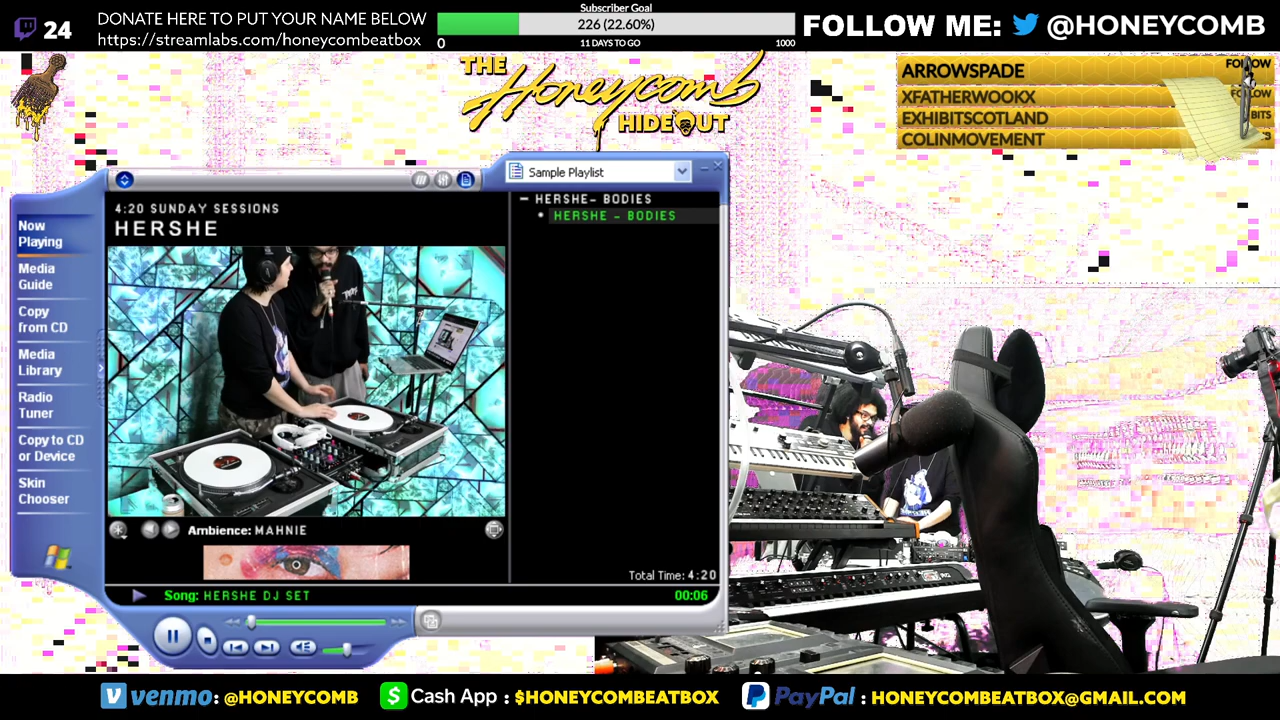 24
DONATE HERE TO PUT YOUR NAME BELOW
https://streamlabs.com/honeycombeatbox
Subscriber Goal
226 (22.60%)
0
11 DAYS TO GO
1000
FOLLOW ME: @HONEYCOMB
THE
Honeycomb
HIDEOUT
ARROWSPADE
FOLLOW
XFATHERWOOKX
FOLLOW
EXHIBITSCOTLAND
BITS
COLINMOVEMENT
Sample Playlist
HERSHE- BODIES
HERSHE - BODIES
4:20 SUNDAY SESSIONS
HERSHE
Now
Playing
Media
Guide
Copy
from CD
Media
Library
Radio
Tuner
Copy to CD
or Device
Skin
Chooser
Ambience: MAHNIE
Total Time: 4:20
Song: HERSHE DJ SET
00:06
venmo: @HONEYCOMB
Cash App : $HONEYCOMBEATBOX
PayPal : HONEYCOMBEATBOX@GMAIL.COM